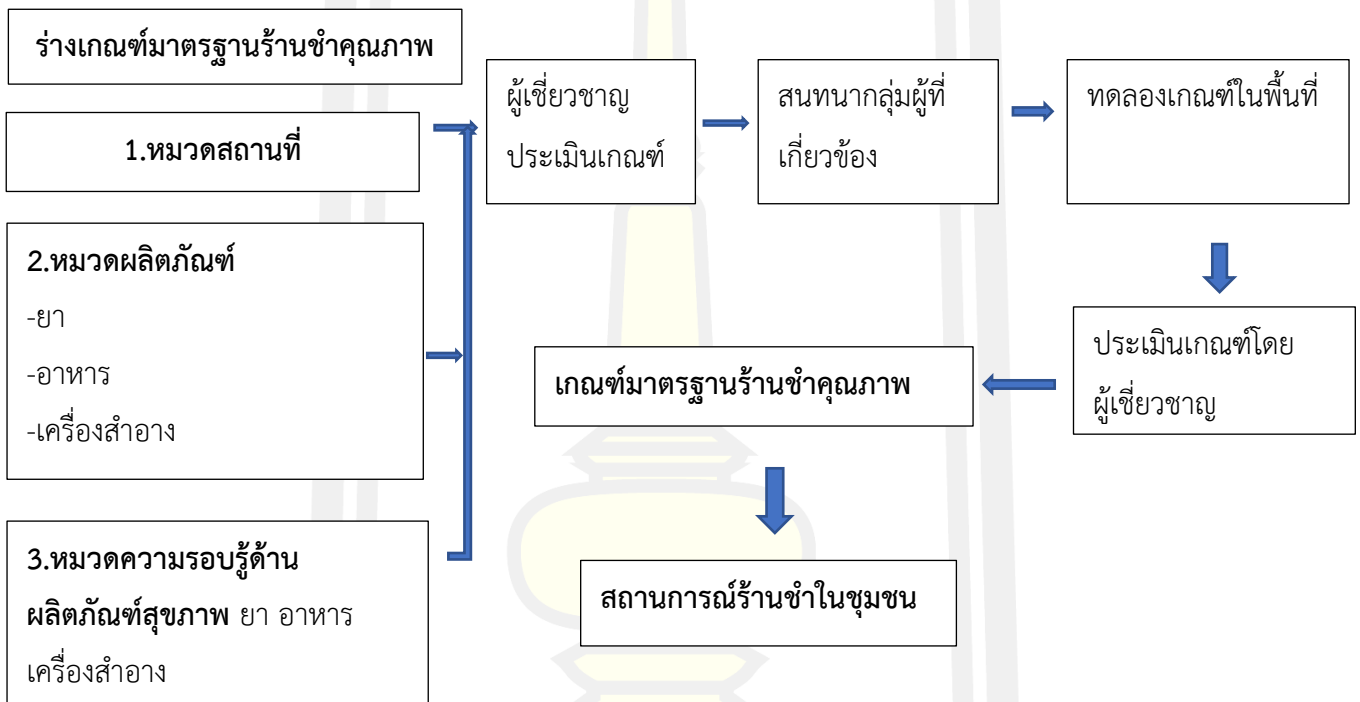 ร่างเกณฑ์มาตรฐานร้านชำคุณภาพ
1.หมวดสถานที่
2.หมวดผลิตภัณฑ์
-ยา
-อาหาร
-เครื่องสำอาง
3.หมวดความรอบรู้ด้าน
ผลิตภัณฑ์สุขภาพ ยา อาหาร
เครื่องสำอาง
ผู้เชี่ยวชาญ
ประเมินเกณฑ์
สนทนากลุ่มผู้ที่
เกี่ยวข้อง
ทดลองเกณฑ์ในพื้นที่
ประเมินเกณฑ์โดย
ผู้เชี่ยวชาญ
เกณฑ์มาตรฐานร้านชำคุณภาพ
สถานการณ์ร้านชำในชุมชน